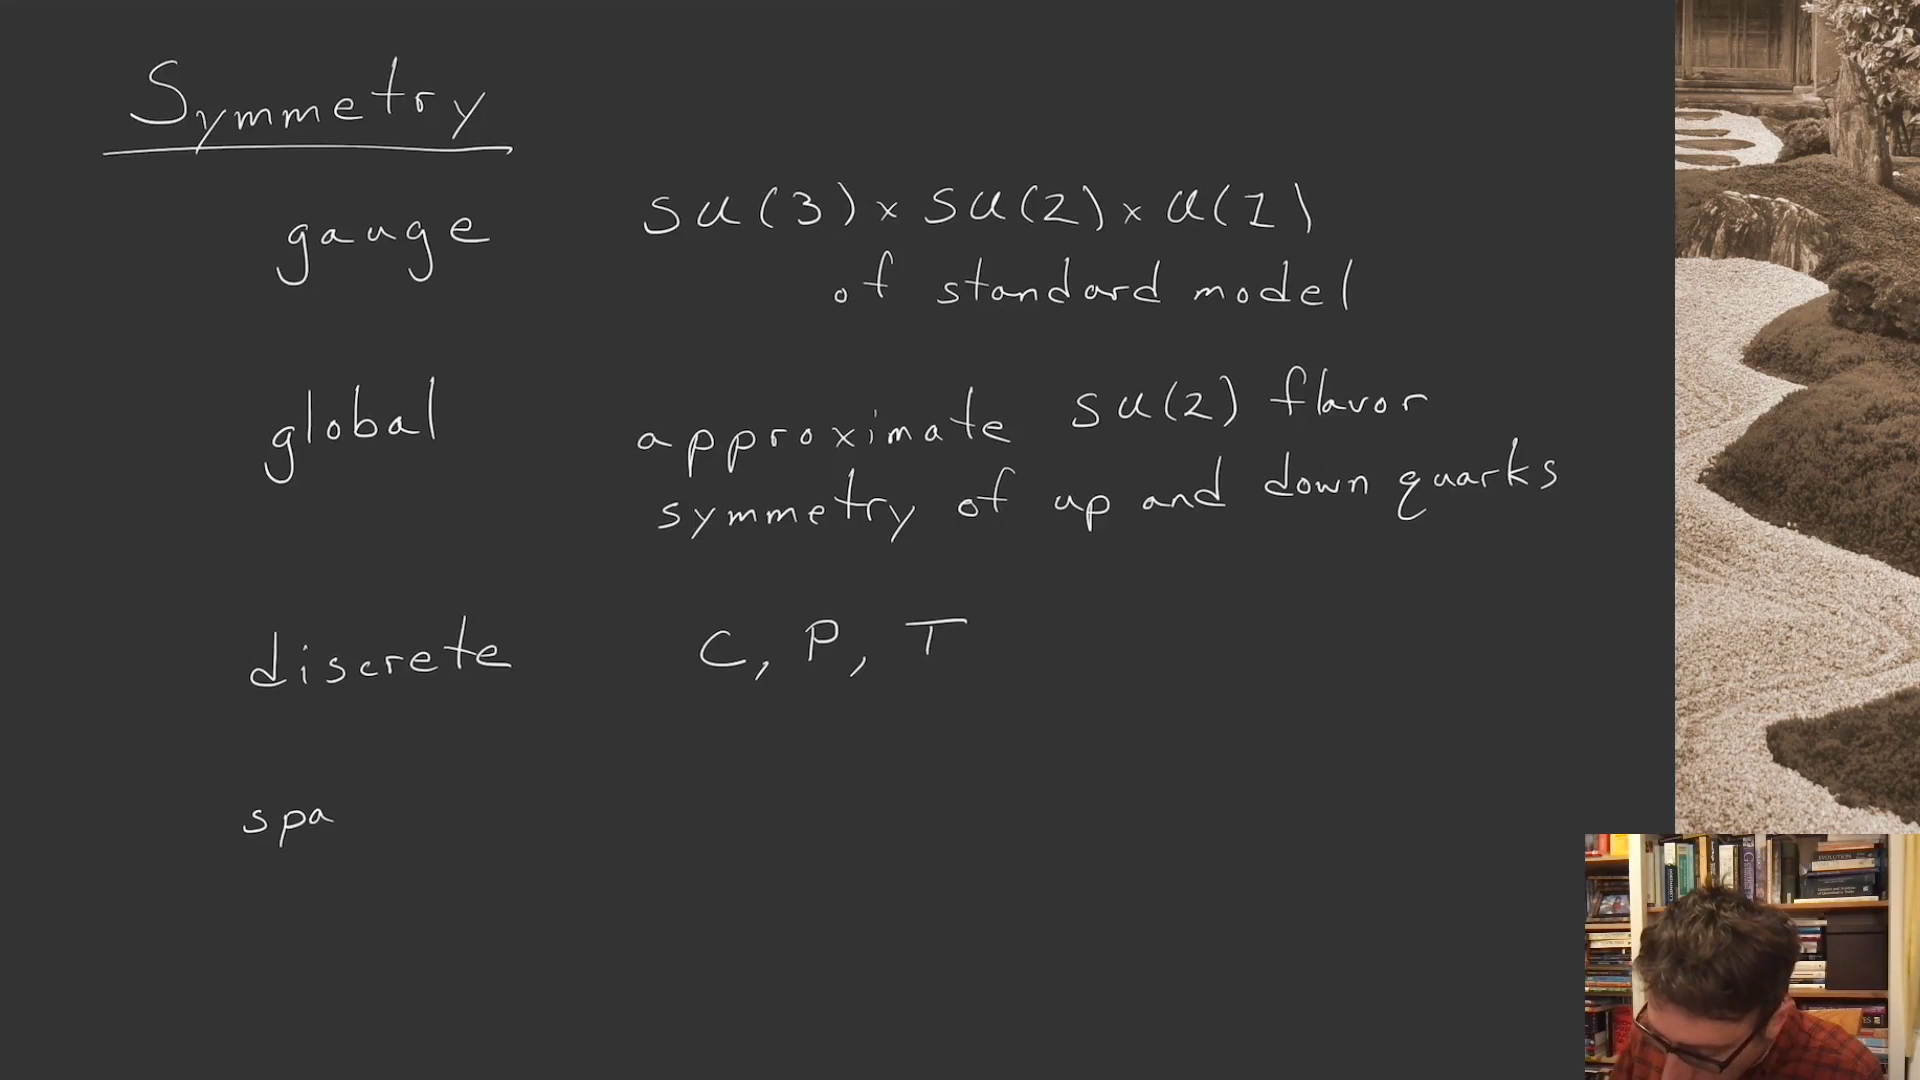 Symmetry
gauge SU(3) × SU(2) × U(1)
of standard model
global approximate SU(2) flavor
symmetry of up and down quarks
discrete C, P, T
spa
EVOLUTION